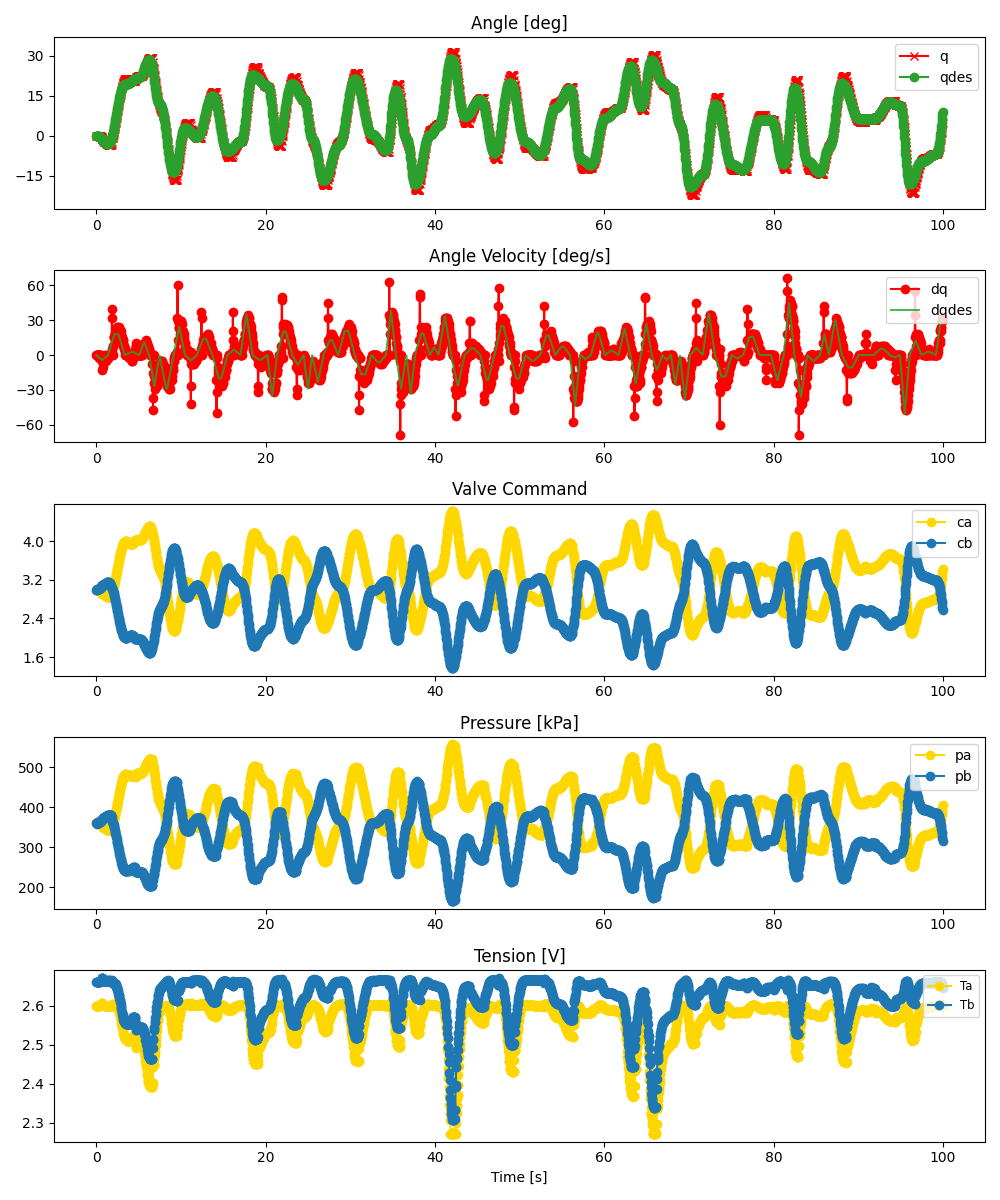 Angle [deg]
30
15
0
−15
q
qdes
0 20 40 60 80 100
Angle Velocity [deg/s]
60
30
0
−30
−60
dq
dqdes
0 20 40 60 80 100
Valve Command
4.0
3.2
2.4
1.6
ca
cb
0 20 40 60 80 100
Pressure [kPa]
500
400
300
200
pa
pb
0 20 40 60 80 100
Tension [V]
2.6
2.5
2.4
2.3
Ta
Tb
0 20 40 60 80 100
Time [s]